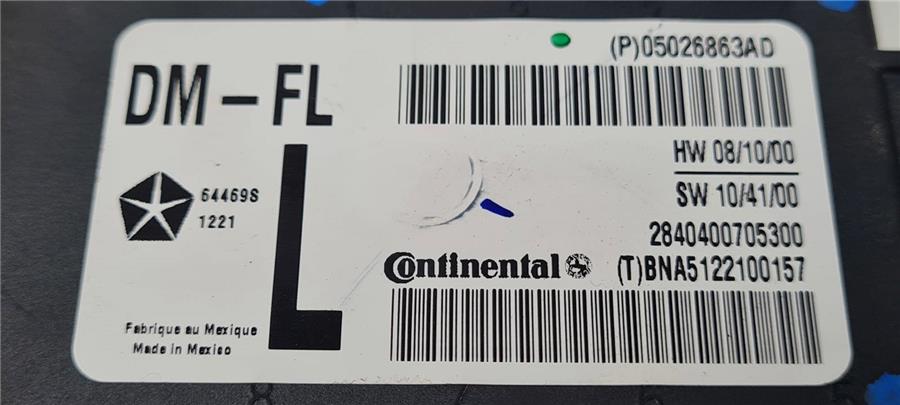 (P)05026863AD
DM – FL
HW 08/10/00
SW 10/41/00
64469S
1221
L
2840400705300
Continental
(T)BNA5122100157
Fabrique au Mexique
Made in Mexico